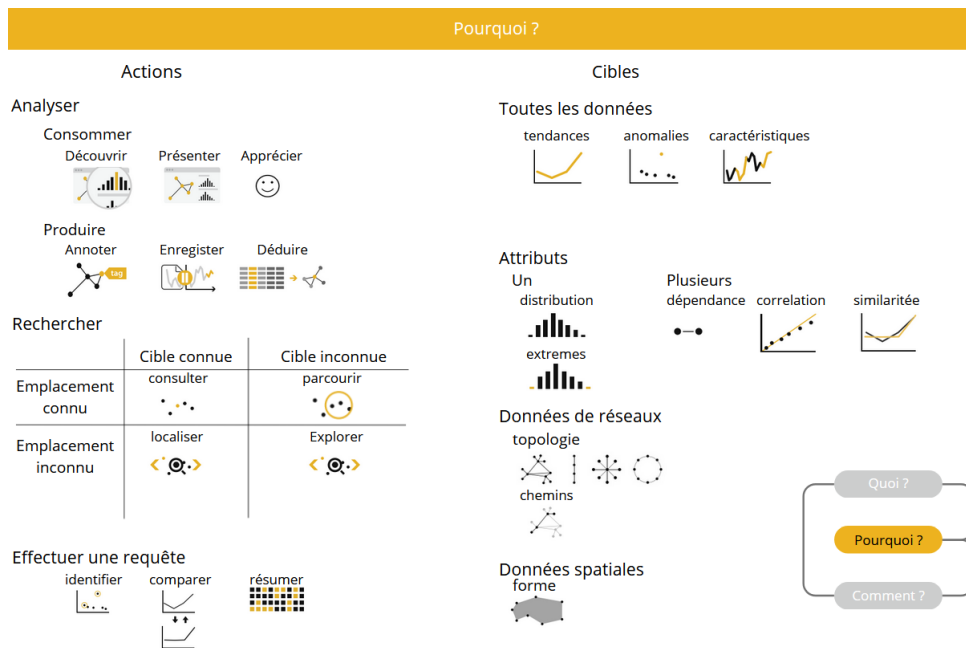 Pourquoi ?
Actions
Analyser
Consommer
Découvrir Présenter Apprécier
Produire
Annoter Enregister Déduire
tag
Rechercher
Cible connue Cible inconnue
Emplacement connu
consulter parcourir
Emplacement inconnu
localiser Explorer
Effectuer une requête
identifier comparer résumer
Cibles
Toutes les données
tendances anomalies caractéristiques
Attributs
Un Plusieurs
distribution dépendance correlation similaritée
extremes
Données de réseaux
topologie
chemins
Données spatiales
forme
Quoi ?
Pourquoi ?
Comment ?